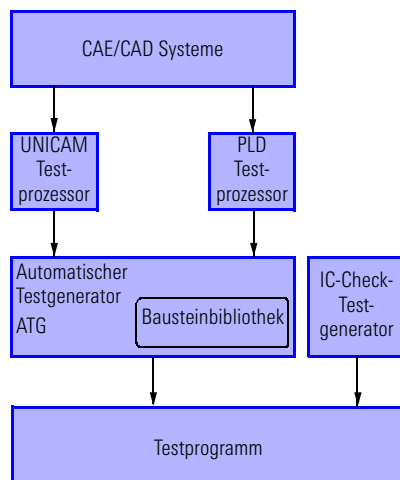 CAE/CAD Systeme
UNICAM
Test-
prozessor
PLD
Test-
prozessor
Automatischer
Testgenerator
ATG
Bausteinbibliothek
IC-Check-
Test-
generator
Testprogramm